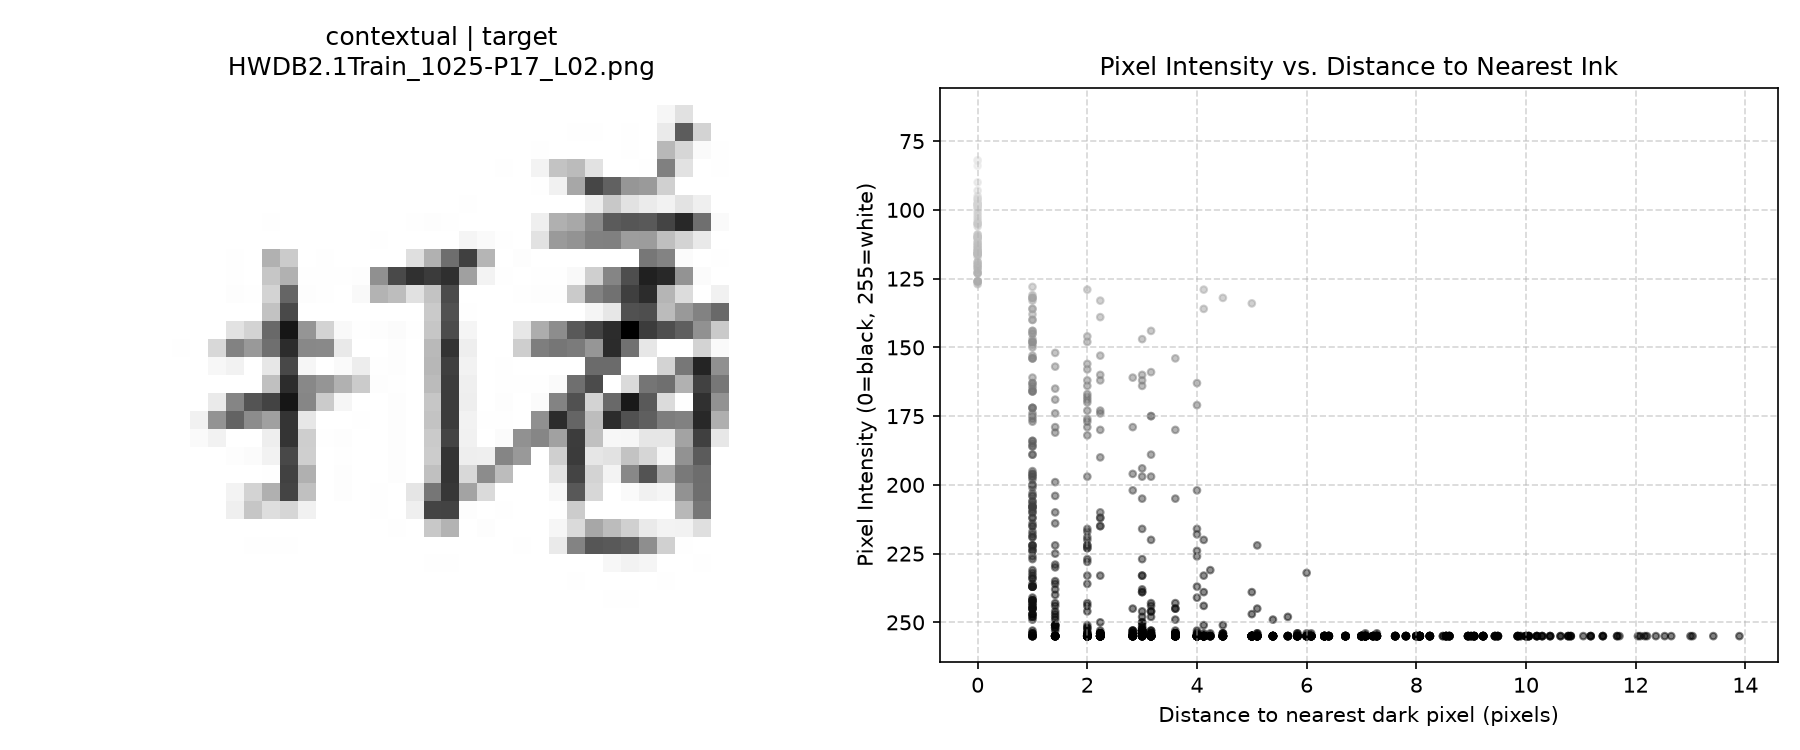 contextual | target
HWDB2.1Train_1025-P17_L02.png
Pixel Intensity vs. Distance to Nearest Ink
Pixel Intensity (0=black, 255=white)
75
100
125
150
175
200
225
250
0 2 4 6 8 10 12 14
Distance to nearest dark pixel (pixels)